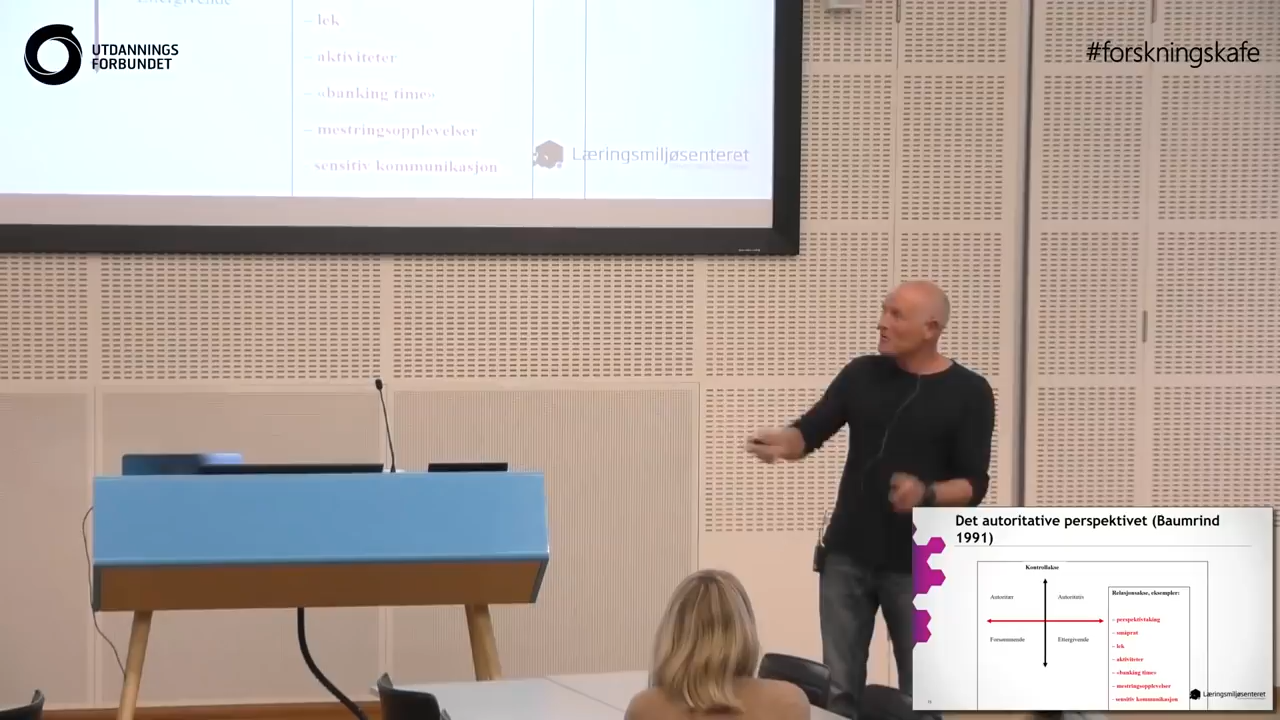 UTDANNINGS
FORBUNDET
#forskningskafe
Ettergivende
– lek
– aktiviteter
– «banking time»
– mestringsopplevelser
sensitiv kommunikasjon
Læringsmiljøsenteret
Det autoritative perspektivet (Baumrind
1991)
Kontrollakse
Autoritær
Autoritativ
Forsømmende
Ettergivende
Relasjonsakse, eksempler:
– perspektivtaking
– småprat
– lek
– aktiviteter
– «banking time»
– mestringsopplevelser
sensitiv kommunikasjon
Læringsmiljøsenteret